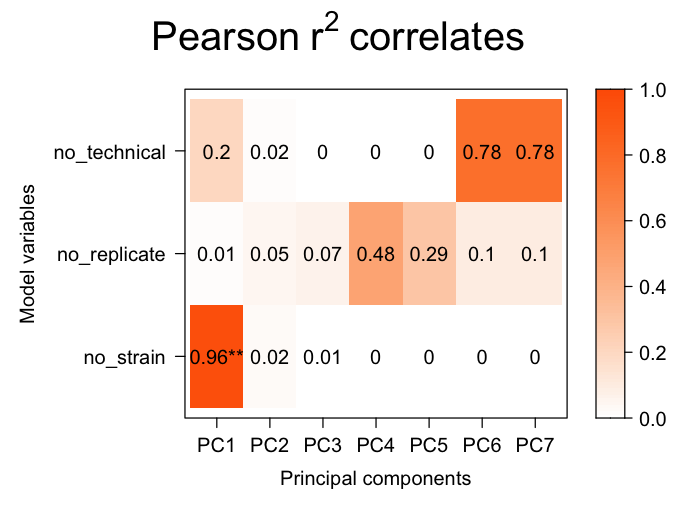 Pearson r² correlates
no_technical 0.2 0.02 0 0 0 0.78 0.78
no_replicate 0.01 0.05 0.07 0.48 0.29 0.1 0.1
no_strain 0.96** 0.02 0.01 0 0 0 0
PC1 PC2 PC3 PC4 PC5 PC6 PC7
Principal components
Model variables
1.0
0.8
0.6
0.4
0.2
0.0